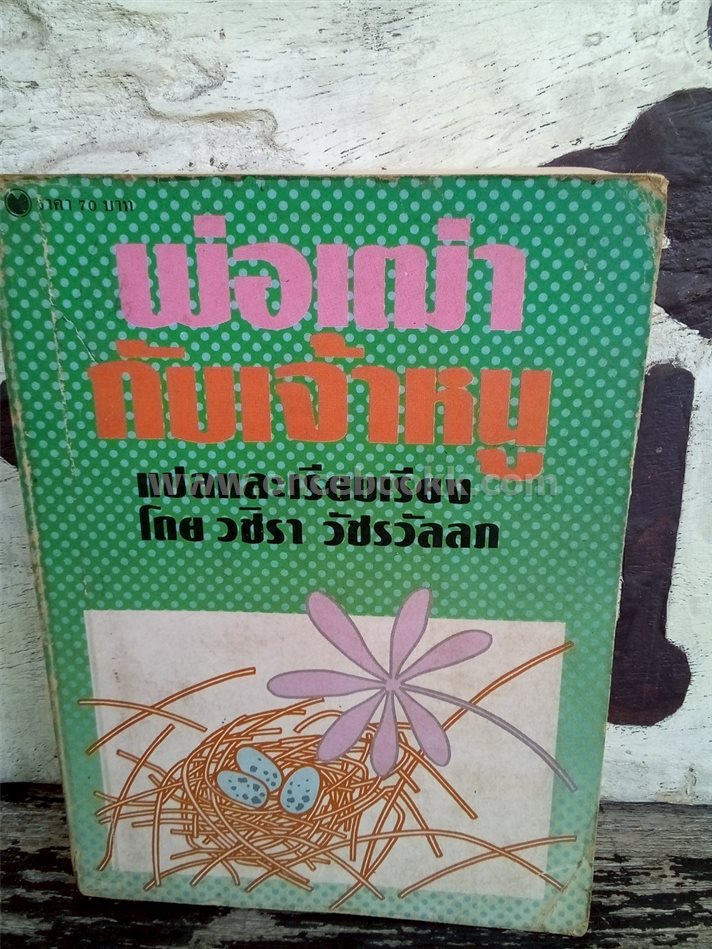 ราคา 70 บาท
พ่อเฒ่า
กับเจ้าหนู
แปลและเรียบเรียง
โดย วชิรา วัชรวัลลภ